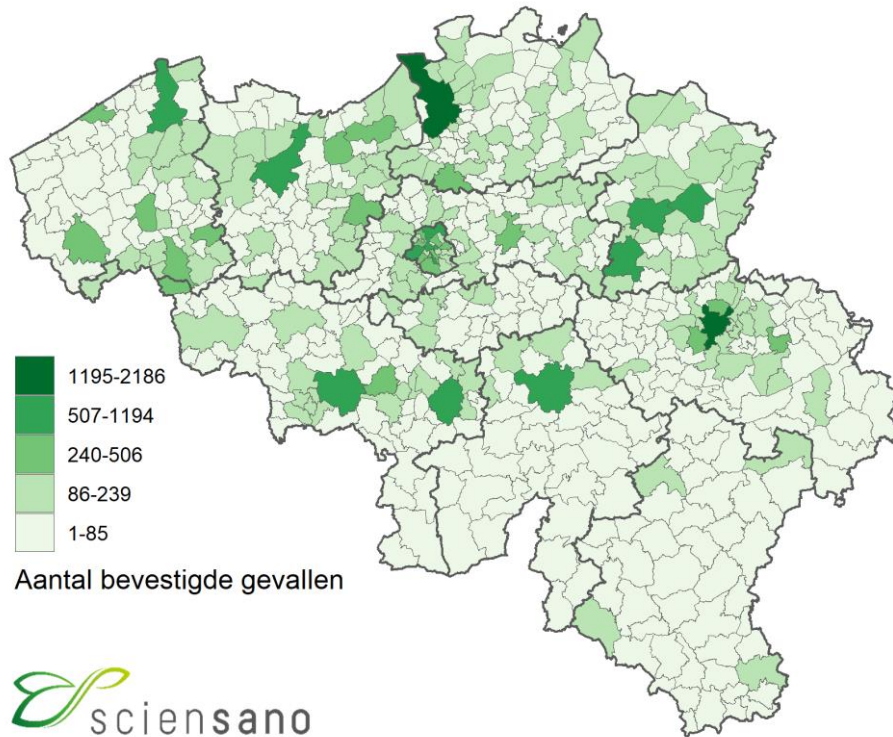 1195-2186
507-1194
240-506
86-239
1-85
Aantal bevestigde gevallen
sciensano